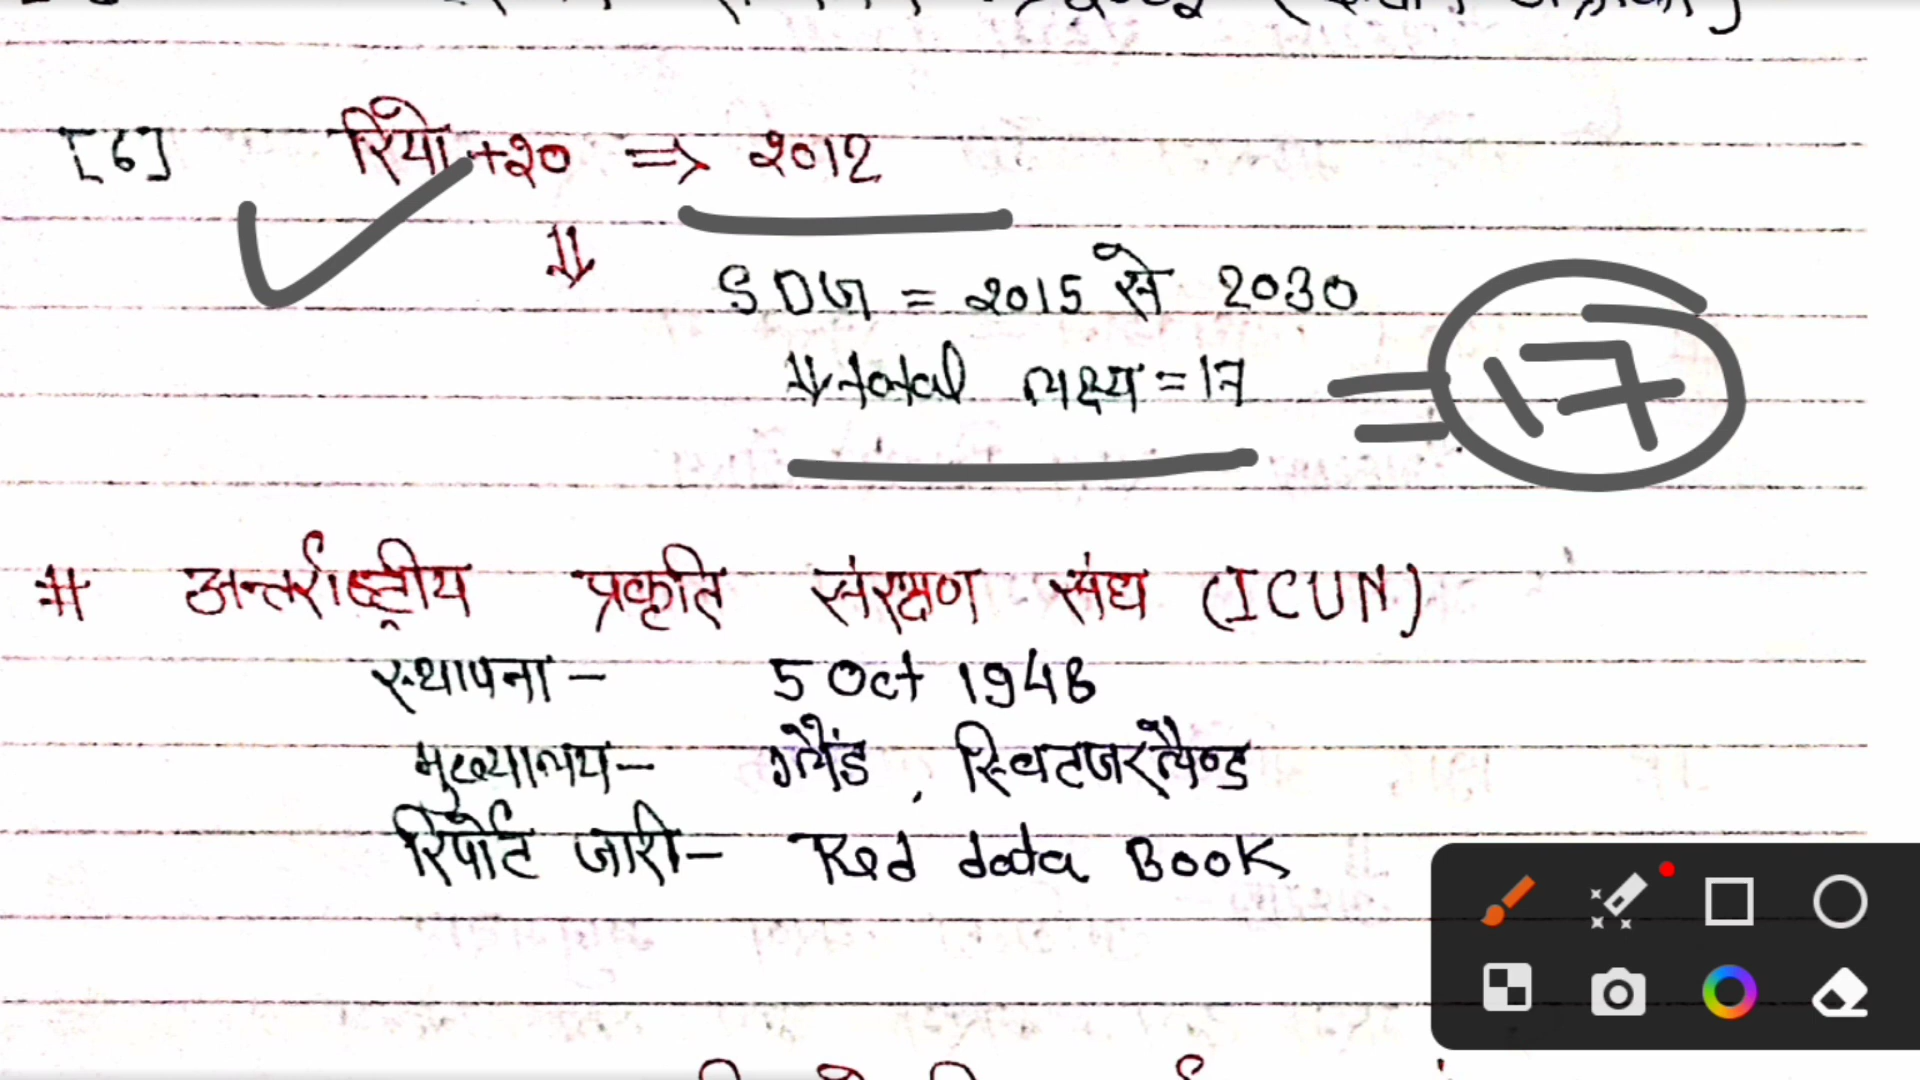 [6] रियो+20 => 2012
SDG = 2015 से 2030
Total लक्ष्य = 17 = 17
# अन्तर्राष्ट्रीय प्रकृति संरक्षण संघ (ICUN)
स्थापना - 5 Oct 1948
मुख्यालय - ग्लैंड, स्विटजरलैण्ड
रिपोर्ट जारी - Red data Book